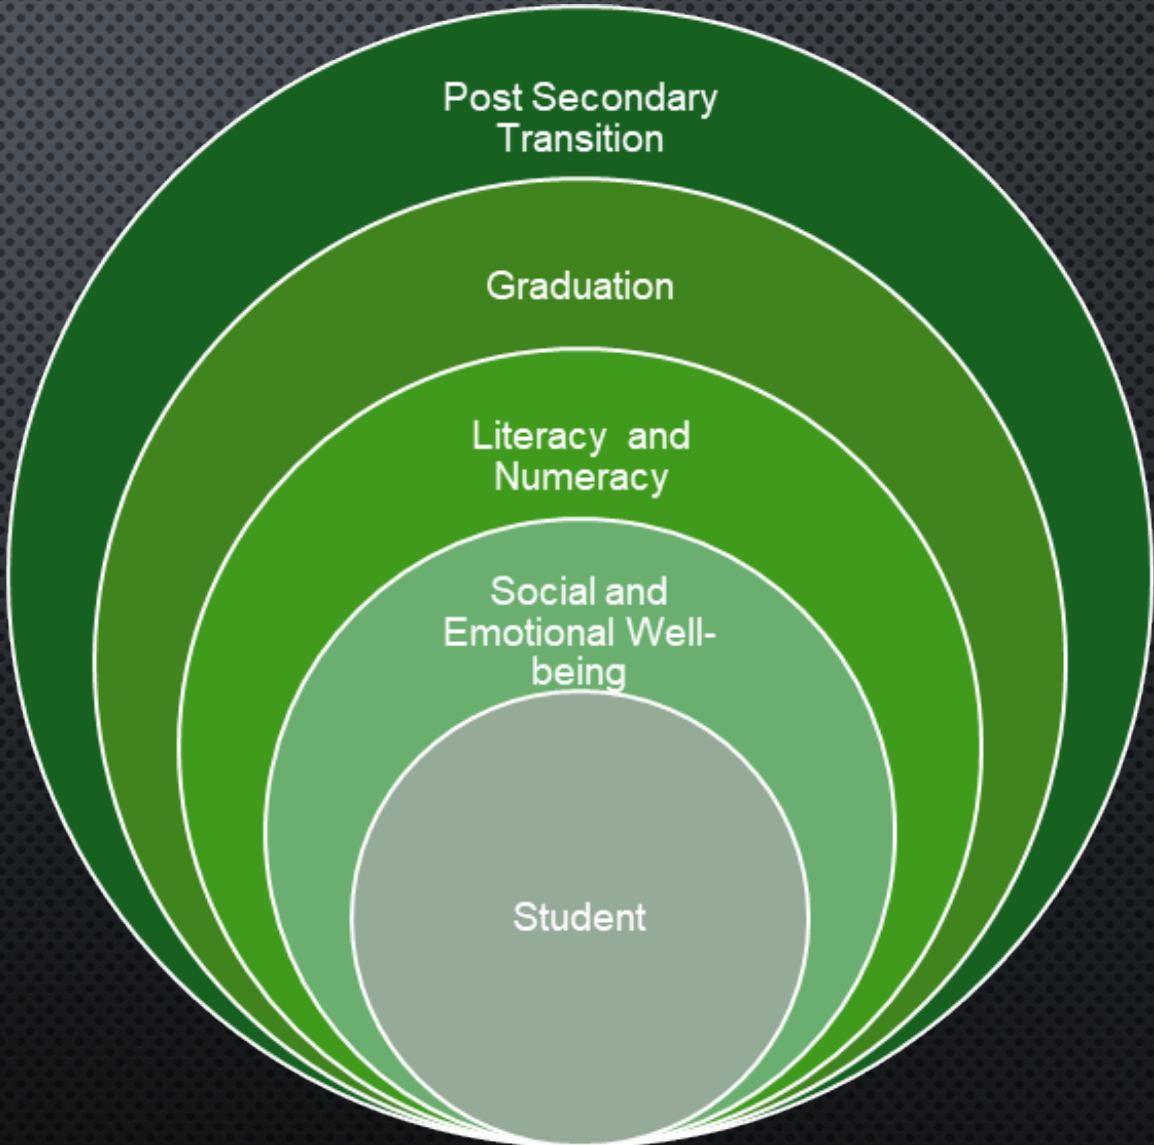 Post Secondary
Transition
Graduation
Literacy  and
Numeracy
Social and
Emotional Well-
being
Student